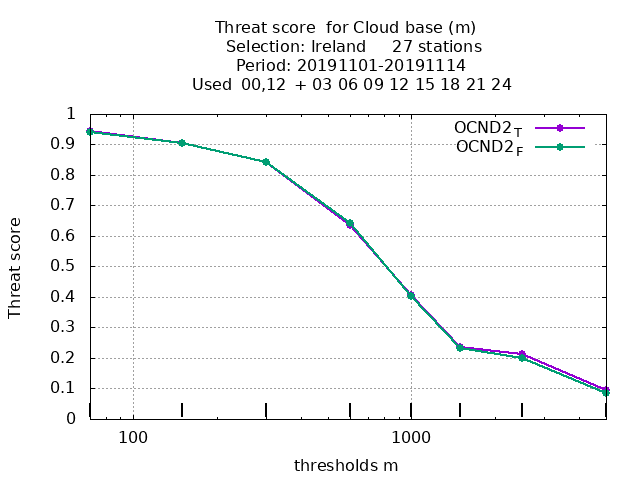 Threat score  for Cloud base (m)
Selection: Ireland     27 stations
Period: 20191101-20191114
Used  00,12  + 03 06 09 12 15 18 21 24
OCND2T
OCND2F
1
0.9
0.8
0.7
0.6
0.5
0.4
0.3
0.2
0.1
0
Threat score
100
1000
thresholds m